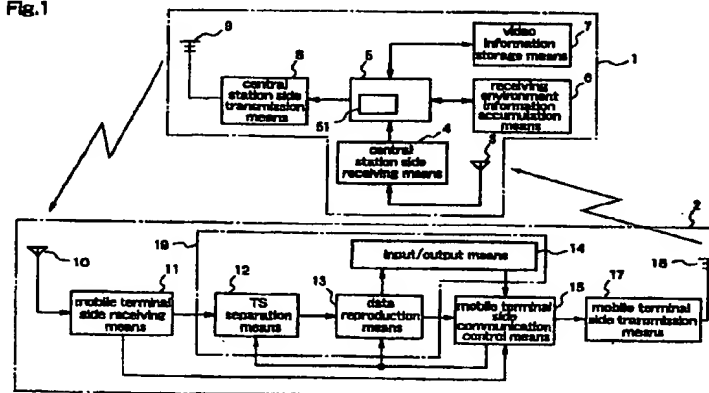 Fig.1
9
8
central
station side
transmission
means
5
51
video
information
storage means
7
1
receiving
environment
information
accumulation
means
6
4
central
station side
receiving means
3
2
19
10
11
mobile terminal
side receiving
means
12
TS
separation
means
13
data
reproduction
means
input/output means
14
15
mobile terminal
side
communication
control means
17
mobile terminal
side transmission
means
18